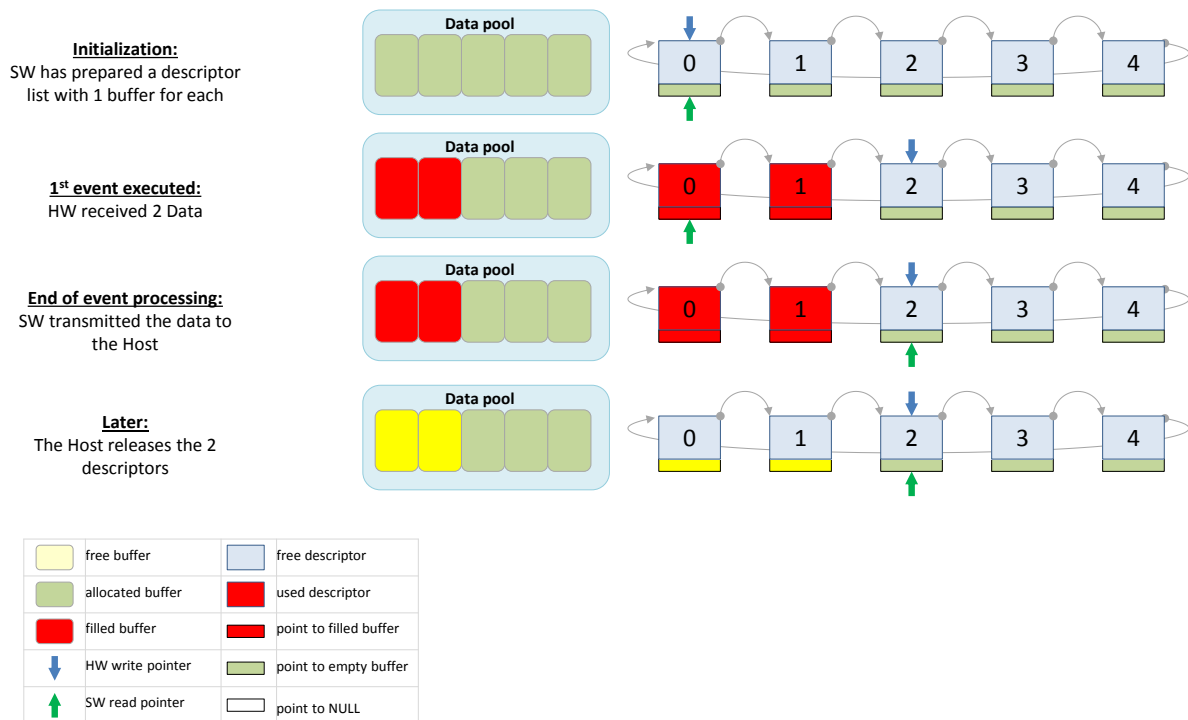 Initialization:
SW has prepared a descriptor
list with 1 buffer for each
Data pool
0 1 2 3 4
1st event executed:
HW received 2 Data
Data pool
0 1 2 3 4
End of event processing:
SW transmitted the data to
the Host
Data pool
0 1 2 3 4
Later:
The Host releases the 2
descriptors
Data pool
0 1 2 3 4
free buffer
free descriptor
allocated buffer
used descriptor
filled buffer
point to filled buffer
HW write pointer
point to empty buffer
SW read pointer
point to NULL